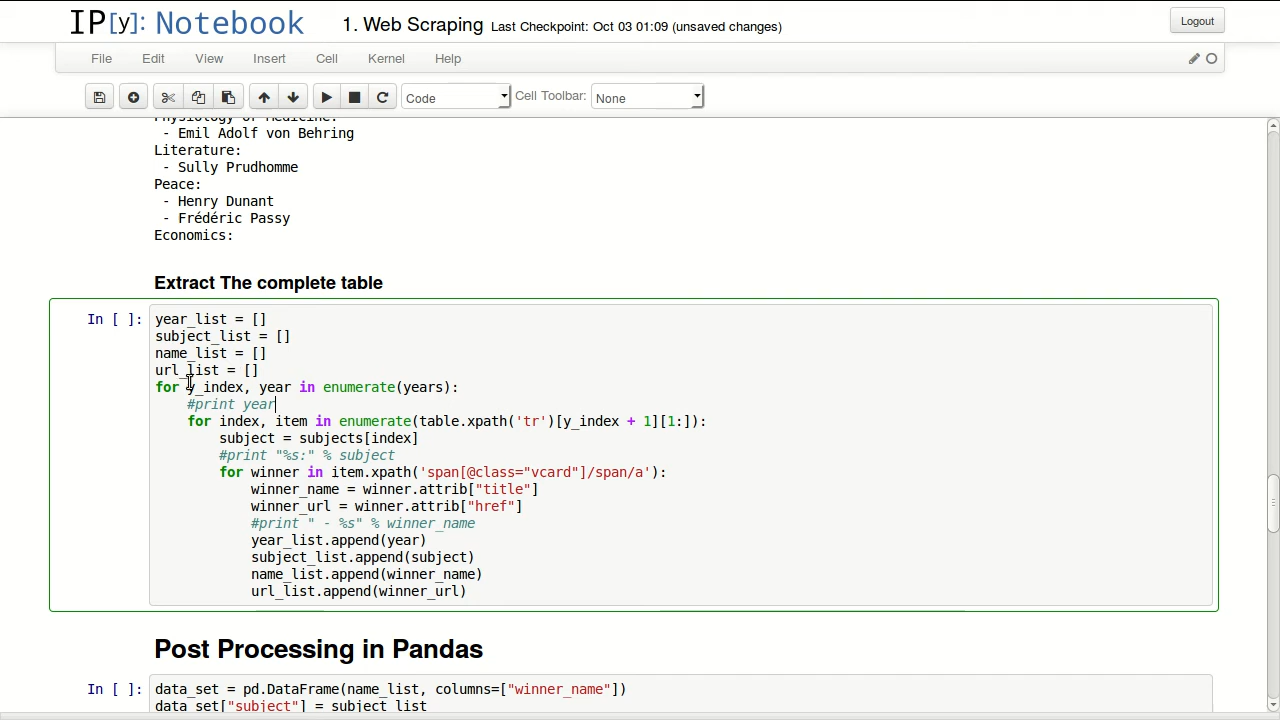 IP[y]: Notebook 1. Web Scraping Last Checkpoint: Oct 03 01:09 (unsaved changes) Logout
File Edit View Insert Cell Kernel Help
Code Cell Toolbar: None
Physiology or Medicine:
 - Emil Adolf von Behring
Literature:
 - Sully Prudhomme
Peace:
 - Henry Dunant
 - Frédéric Passy
Economics:
Extract The complete table
In [ ]: year_list = []
subject_list = []
name_list = []
url_list = []
for y_index, year in enumerate(years):
    #print year
    for index, item in enumerate(table.xpath('tr')[y_index + 1][1:]):
        subject = subjects[index]
        #print "%s:" % subject
        for winner in item.xpath('span[@class="vcard"]/span/a'):
            winner_name = winner.attrib["title"]
            winner_url = winner.attrib["href"]
            #print " - %s" % winner_name
            year_list.append(year)
            subject_list.append(subject)
            name_list.append(winner_name)
            url_list.append(winner_url)
Post Processing in Pandas
In [ ]: data_set = pd.DataFrame(name_list, columns=["winner_name"])
data_set["subject"] = subject_list